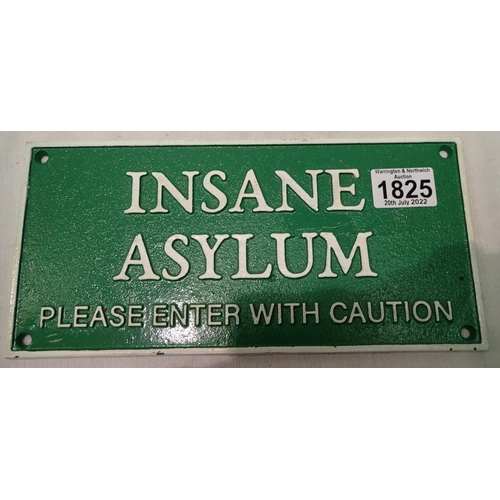 INSANE
ASYLUM
PLEASE ENTER WITH CAUTION
Warrington & Northwich
Auction
1825
20th July 2022